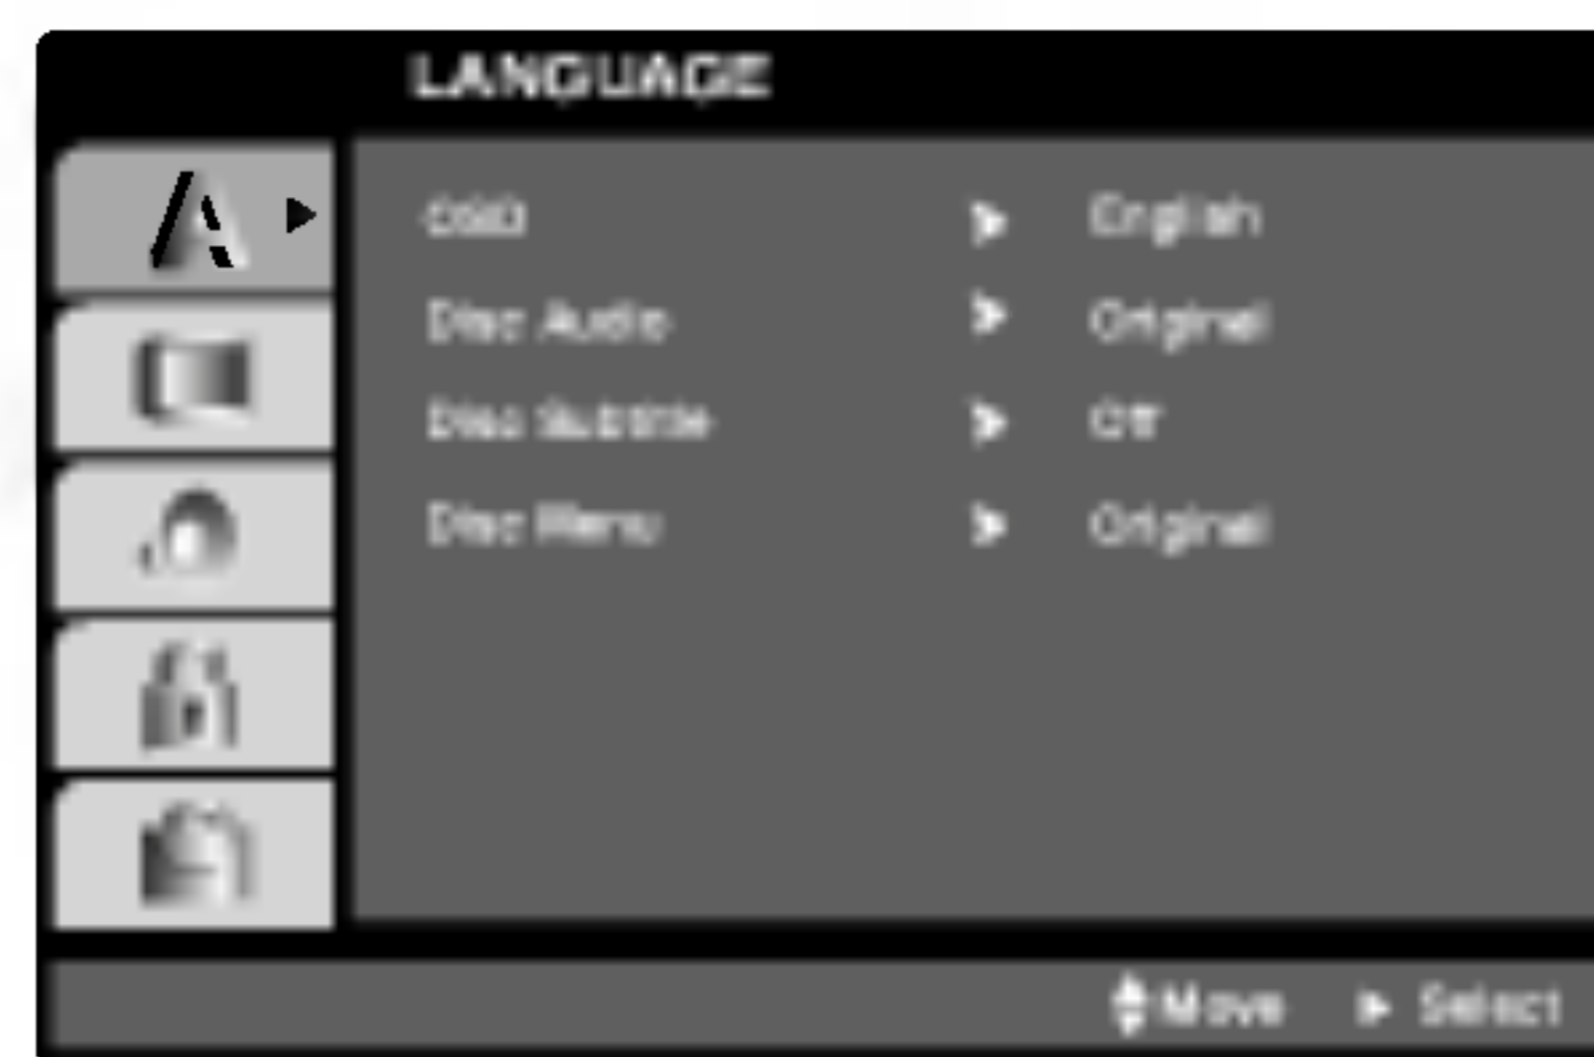 LANGUAGE
OSD English
Disc Audio Original
Disc Subtitle Off
Disc Menu Original
Move Select